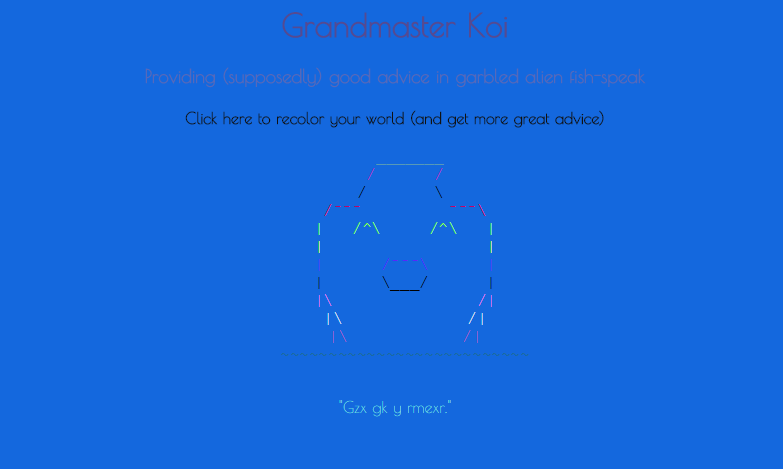 Grandmaster Koi
Providing (supposedly) good advice in garbled alien fish-speak
Click here to recolor your world (and get more great advice)
"Gzx gk y rmexr."